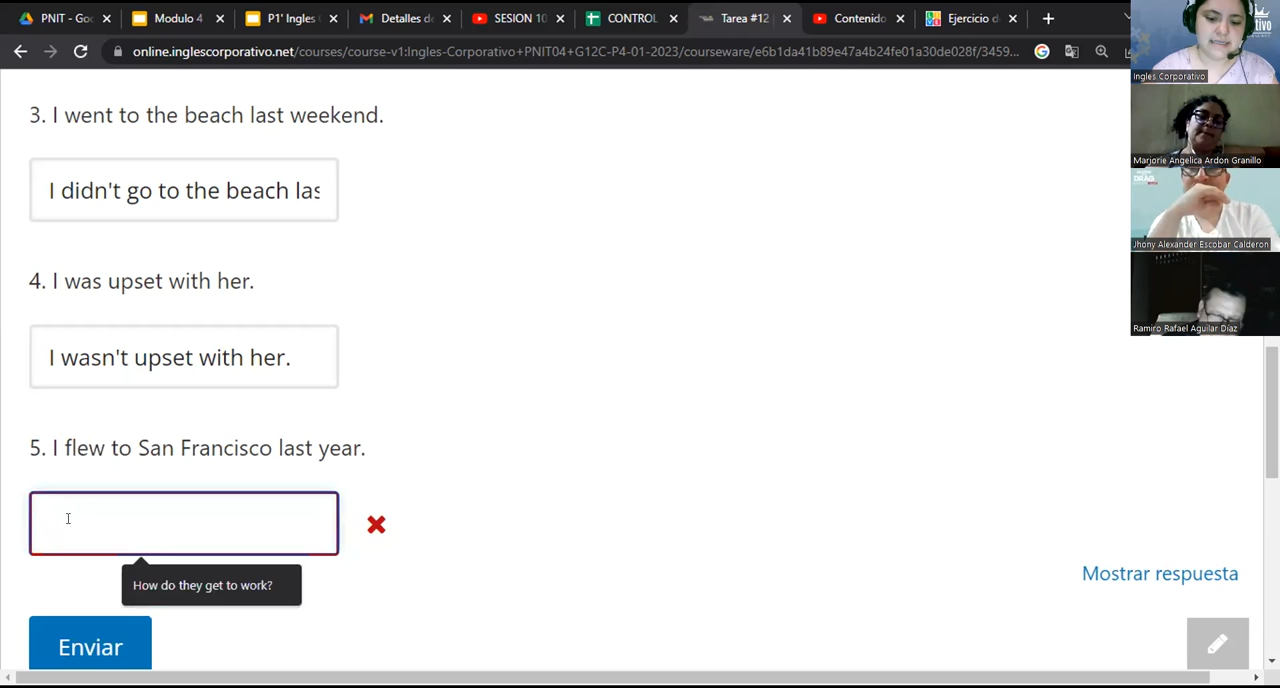 PNIT - Goo
Modulo 4
P1' Ingles (
Detalles de
SESION 10
CONTROL
Tarea #12
Contenido
Ejercicio d
online.inglescorporativo.net/courses/course-v1:Ingles-Corporativo+PNIT04+G12C-P4-01-2023/courseware/e6b1da41b89e47a4b24fe01a30de028f/3459...
Ingles Corporativo
3. I went to the beach last weekend.
Marjorie Angelica Ardon Granillo
I didn't go to the beach las
Jhony Alexander Escobar Calderon
4. I was upset with her.
Ramiro Rafael Aguilar Díaz
I wasn't upset with her.
5. I flew to San Francisco last year.
How do they get to work?
Mostrar respuesta
Enviar